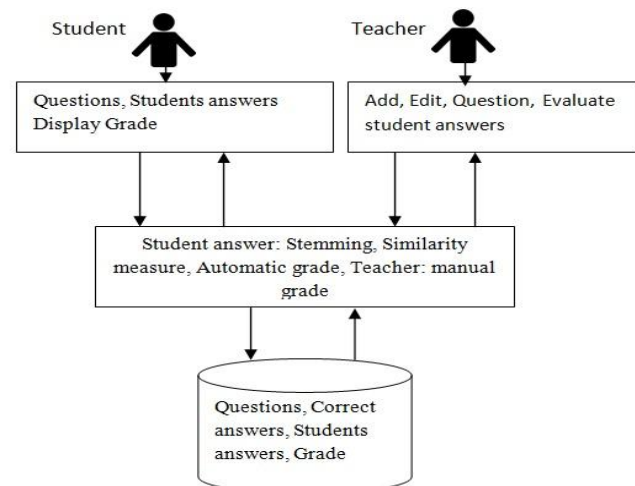 Student
Teacher
Questions, Students answers
Display Grade
Add, Edit, Question, Evaluate
student answers
Student answer: Stemming, Similarity
measure, Automatic grade, Teacher: manual
grade
Questions, Correct
answers, Students
answers, Grade